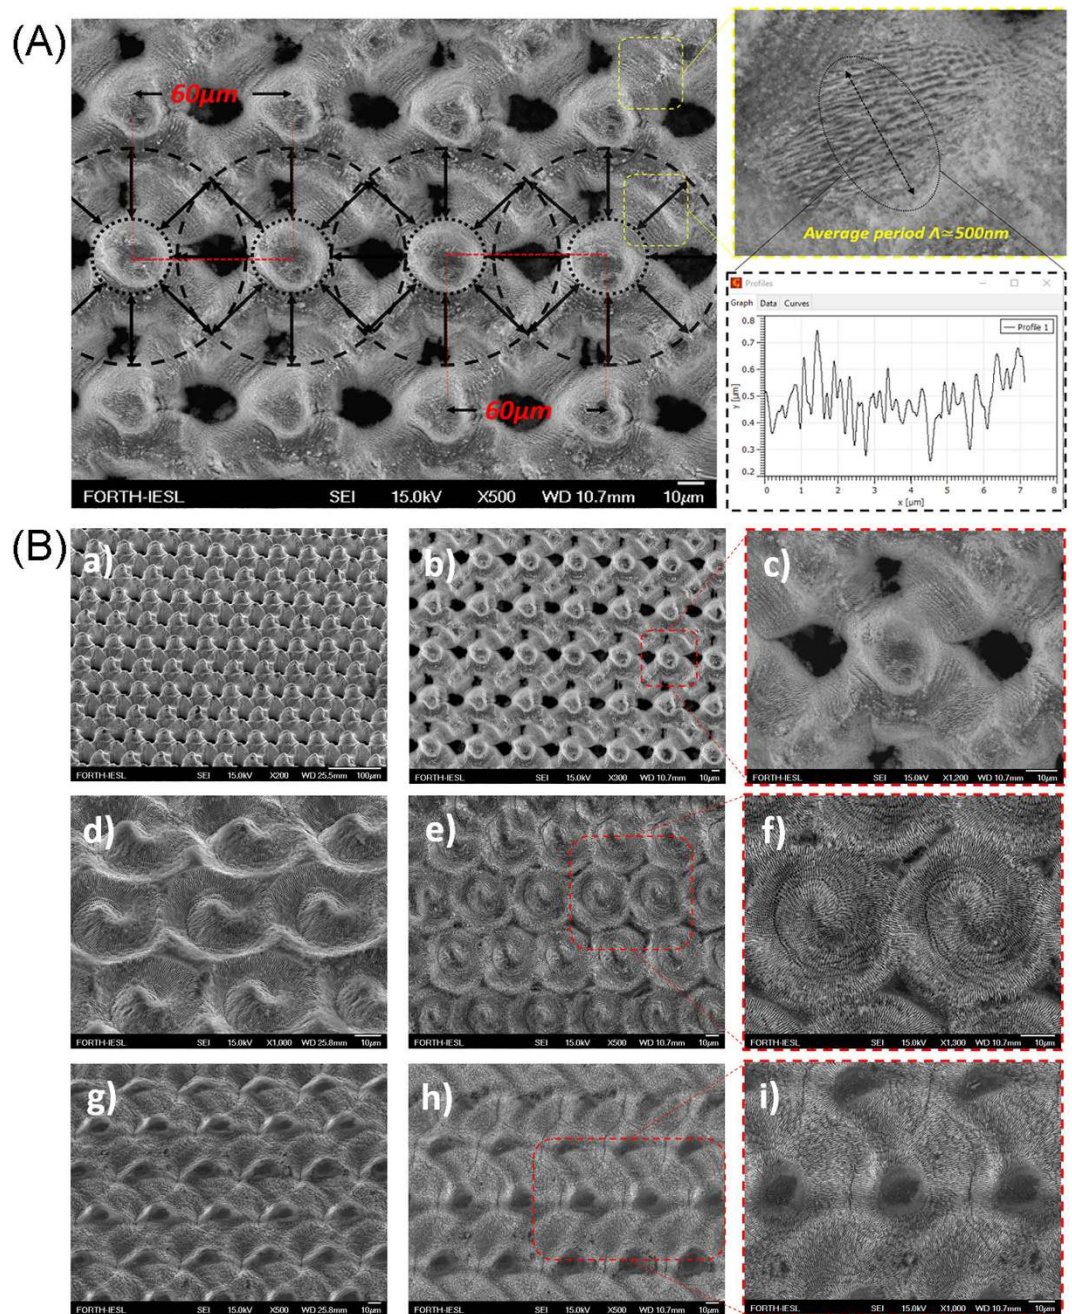 (A)
60μm
60μm
FORTH-IESL SEI 15.0kV X500 WD 10.7mm 10μm
Average period Λ≃500nm
Profiles
Graph Data Curves
Profile 1
0.8
0.7
0.6
0.5
0.4
0.3
0.2
y [μm]
0 1 2 3 4 5 6 7 8
x [μm]
(B)
a)
FORTH-IESL SEI 15.0kV X200 WD 25.5mm 100μm
b)
FORTH-IESL SEI 15.0kV X300 WD 10.7mm 10μm
c)
FORTH-IESL SEI 15.0kV X1,200 WD 10.7mm 10μm
d)
FORTH-IESL SEI 15.0kV X1,000 WD 25.8mm 10μm
e)
FORTH-IESL SEI 15.0kV X500 WD 10.7mm 10μm
f)
FORTH-IESL SEI 15.0kV X1,300 WD 10.7mm 10μm
g)
FORTH-IESL SEI 15.0kV X500 WD 25.8mm 10μm
h)
FORTH-IESL SEI 15.0kV X500 WD 10.7mm 10μm
i)
FORTH-IESL SEI 15.0kV X1,000 WD 10.7mm 10μm